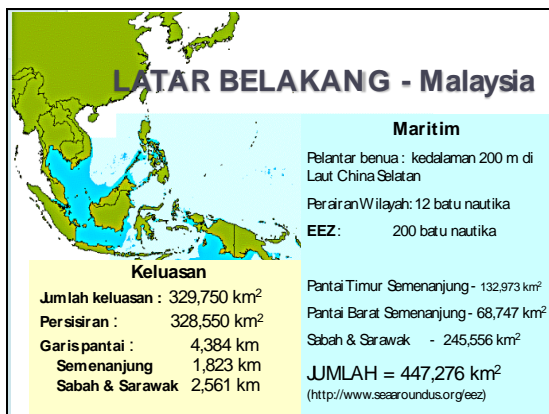 LATAR BELAKANG - Malaysia
Maritim
Pelantar benua : kedalaman 200 m di
Laut China Selatan
Perairan Wilayah: 12 batu nautika
EEZ : 200 batu nautika
Pantai Timur Semenanjung - 132,973 km²
Pantai Barat Semenanjung - 68,747 km²
Sabah & Sarawak - 245,556 km²
JUMLAH = 447,276 km²
(http://www.seaaroundus.org/eez)
Keluasan
Jumlah keluasan : 329,750 km²
Persisiran : 328,550 km²
Garis pantai : 4,384 km
Semenanjung 1,823 km
Sabah & Sarawak 2,561 km